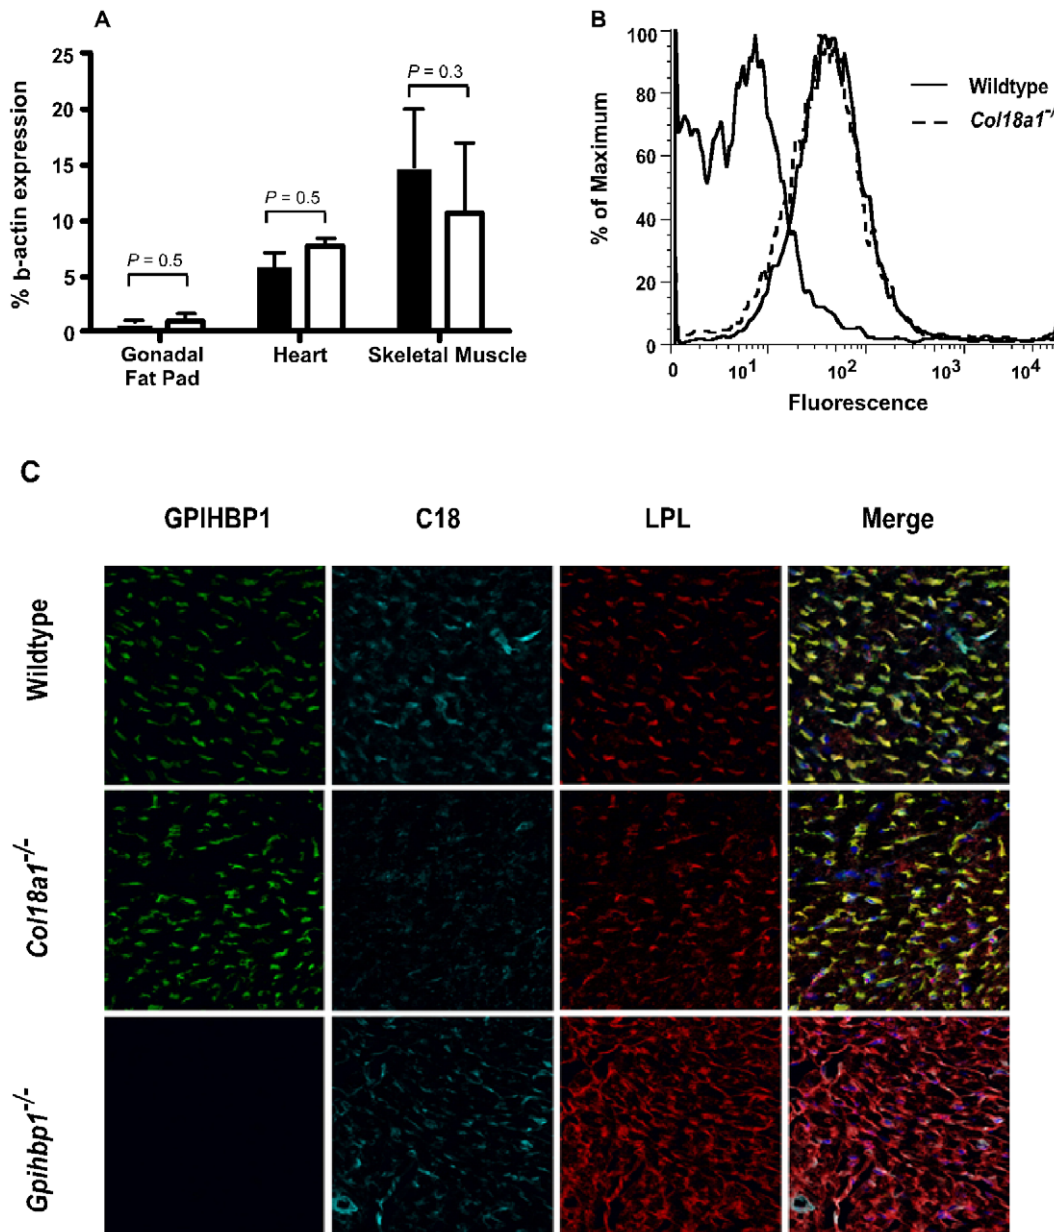 A
25
20
15
10
5
0
% b-actin expression
P = 0.5
P = 0.5
P = 0.3
Gonadal
Fat Pad
Heart
Skeletal Muscle
B
100
80
60
40
20
0
% of Maximum
0 10¹ 10² 10³ 10⁴
Fluorescence
Wildtype
Col18a1⁻/
C
GPIHBP1 C18 LPL Merge
Wildtype
Col18a1⁻/⁻
Gpihbp1⁻/⁻